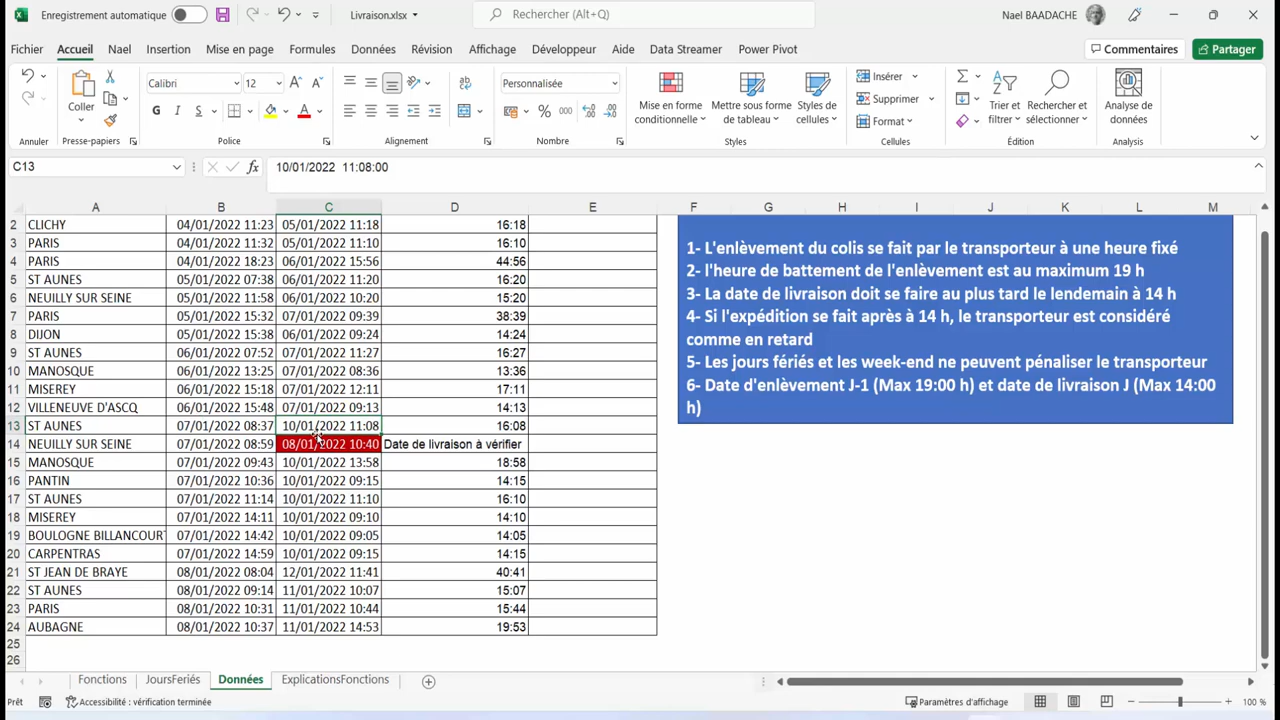 Enregistrement automatique
Livraison.xlsx
Rechercher (Alt+Q)
Nael BAADACHE
Fichier Accueil Nael Insertion Mise en page Formules Données Révision Affichage Développeur Aide Data Streamer Power Pivot
Commentaires
Partager
Coller
Calibri 12
G I S
Personnalisée
% 000
Mise en forme conditionnelle
Mettre sous forme de tableau
Styles de cellules
Insérer
Supprimer
Format
Trier et filtrer
Rechercher et sélectionner
Analyse de données
Annuler Presse-papiers Police Alignement Nombre Styles Cellules Édition Analyse
C13 fx 10/01/2022 11:08:00
A B C D E F G H I J K L M
2 CLICHY 04/01/2022 11:23 05/01/2022 11:18 16:18
3 PARIS 04/01/2022 11:32 05/01/2022 11:10 16:10
4 PARIS 04/01/2022 18:23 06/01/2022 15:56 44:56
5 ST AUNES 05/01/2022 07:38 06/01/2022 11:20 16:20
6 NEUILLY SUR SEINE 05/01/2022 11:58 06/01/2022 10:20 15:20
7 PARIS 05/01/2022 15:32 07/01/2022 09:39 38:39
8 DIJON 05/01/2022 15:38 06/01/2022 09:24 14:24
9 ST AUNES 06/01/2022 07:52 07/01/2022 11:27 16:27
10 MANOSQUE 06/01/2022 13:25 07/01/2022 08:36 13:36
11 MISEREY 06/01/2022 15:18 07/01/2022 12:11 17:11
12 VILLENEUVE D'ASCQ 06/01/2022 15:48 07/01/2022 09:13 14:13
13 ST AUNES 07/01/2022 08:37 10/01/2022 11:08 16:08
14 NEUILLY SUR SEINE 07/01/2022 08:59 08/01/2022 10:40 Date de livraison à vérifier
15 MANOSQUE 07/01/2022 09:43 10/01/2022 13:58 18:58
16 PANTIN 07/01/2022 10:36 10/01/2022 09:15 14:15
17 ST AUNES 07/01/2022 11:14 10/01/2022 11:10 16:10
18 MISEREY 07/01/2022 14:11 10/01/2022 09:10 14:10
19 BOULOGNE BILLANCOURT 07/01/2022 14:42 10/01/2022 09:05 14:05
20 CARPENTRAS 07/01/2022 14:59 10/01/2022 09:15 14:15
21 ST JEAN DE BRAYE 08/01/2022 08:04 12/01/2022 11:41 40:41
22 ST AUNES 08/01/2022 09:14 11/01/2022 10:07 15:07
23 PARIS 08/01/2022 10:31 11/01/2022 10:44 15:44
24 AUBAGNE 08/01/2022 10:37 11/01/2022 14:53 19:53
25
26
1- L'enlèvement du colis se fait par le transporteur à une heure fixé
2- l'heure de battement de l'enlèvement est au maximum 19 h
3- La date de livraison doit se faire au plus tard le lendemain à 14 h
4- Si l'expédition se fait après à 14 h, le transporteur est considéré
comme en retard
5- Les jours fériés et les week-end ne peuvent pénaliser le transporteur
6- Date d'enlèvement J-1 (Max 19:00 h) et date de livraison J (Max 14:00
h)
Fonctions JoursFeriés Données ExplicationsFonctions
Prêt Accessibilité : vérification terminée Paramètres d'affichage 100 %